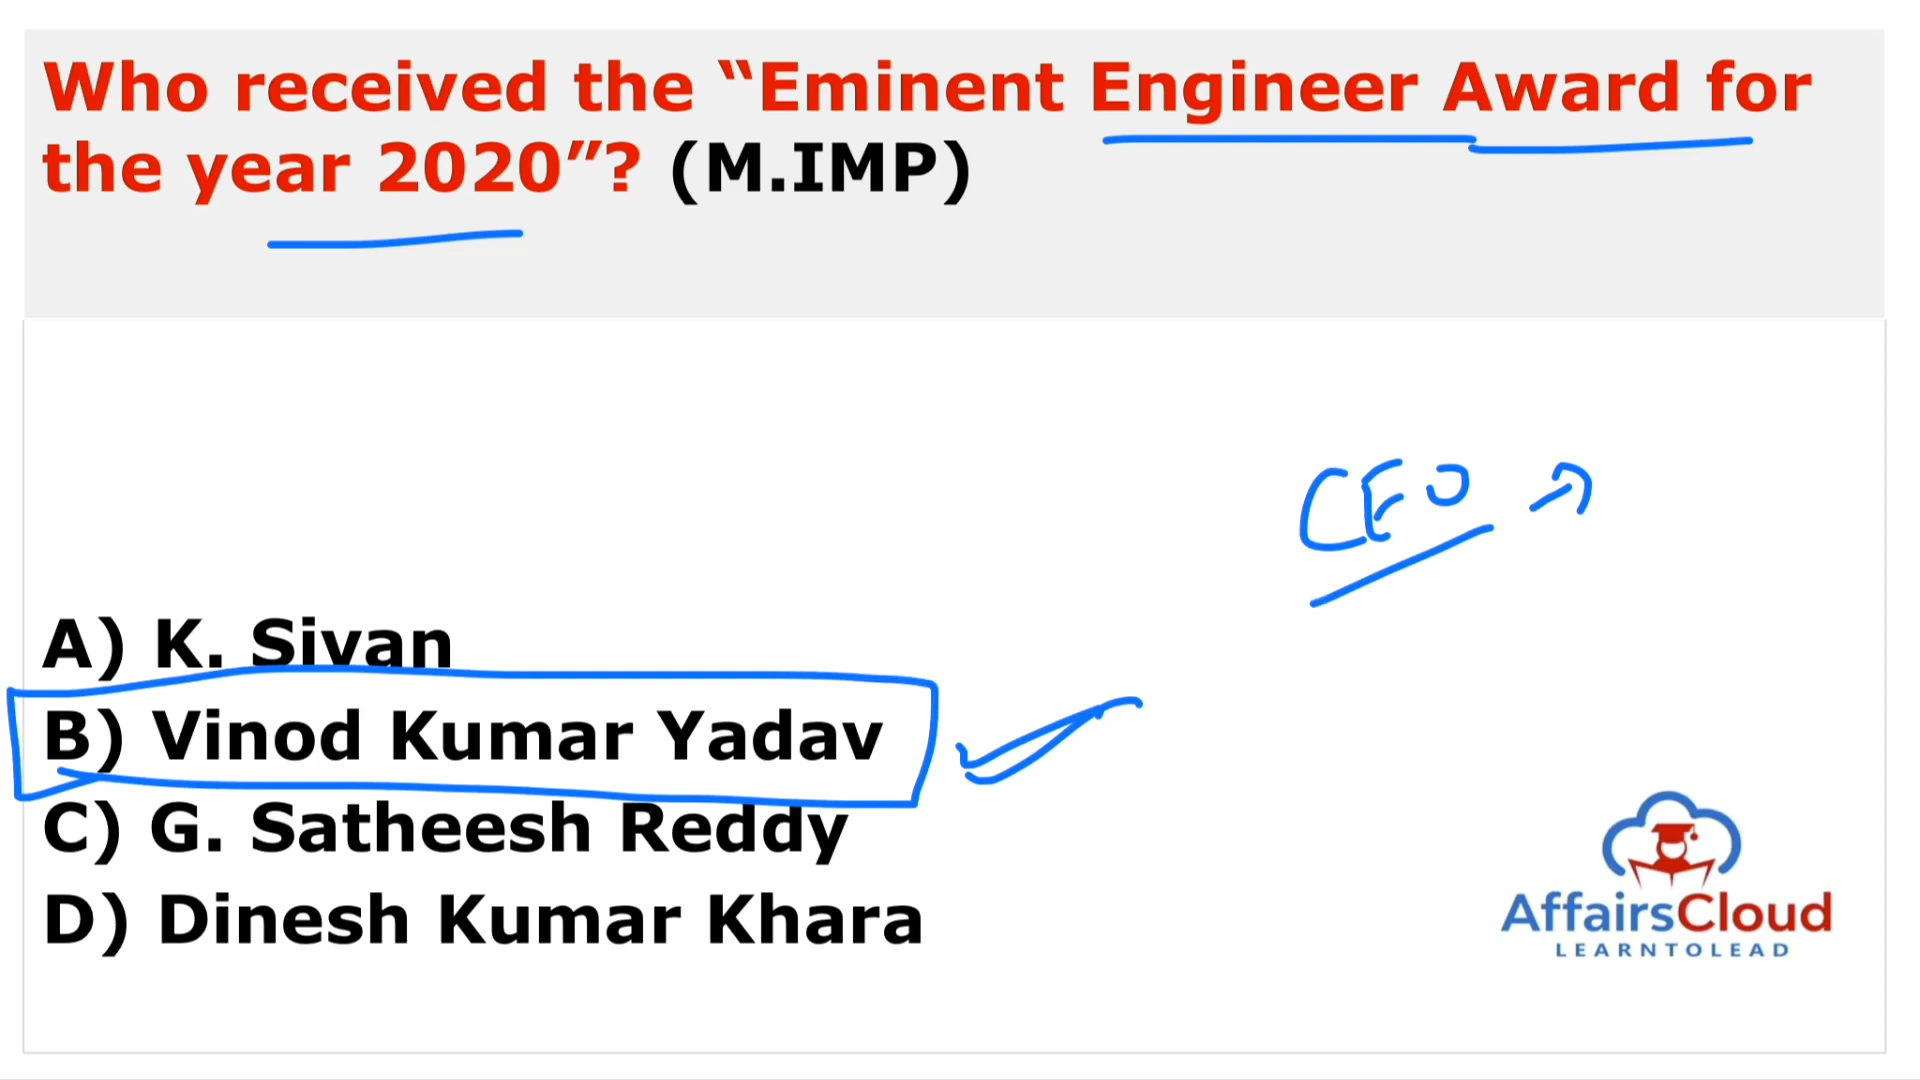 Who received the “Eminent Engineer Award for
the year 2020”? (M.IMP)
CEO
A) K. Sivan
B) Vinod Kumar Yadav
C) G. Satheesh Reddy
D) Dinesh Kumar Khara
AffairsCloud
LEARNTOLEAD